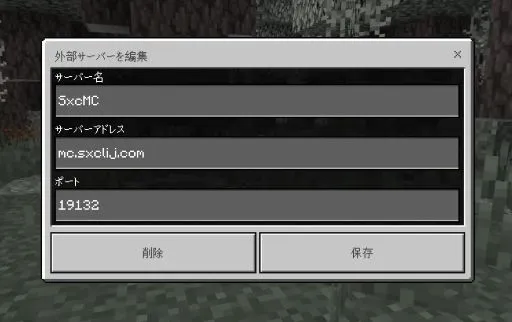 外部サーバーを編集
サーバー名
SxcMC
サーバーアドレス
mc.sxclij.com
ポート
19132
削除
保存